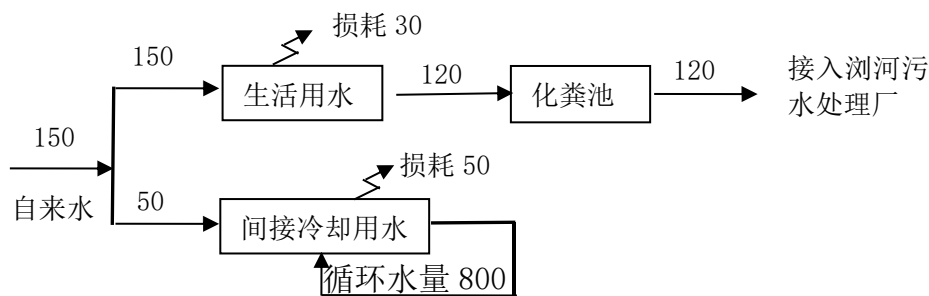 损耗 30
150
生活用水
120
化粪池
120
接入浏河污
水处理厂
150
自来水
损耗 50
50
间接冷却用水
循环水量 800